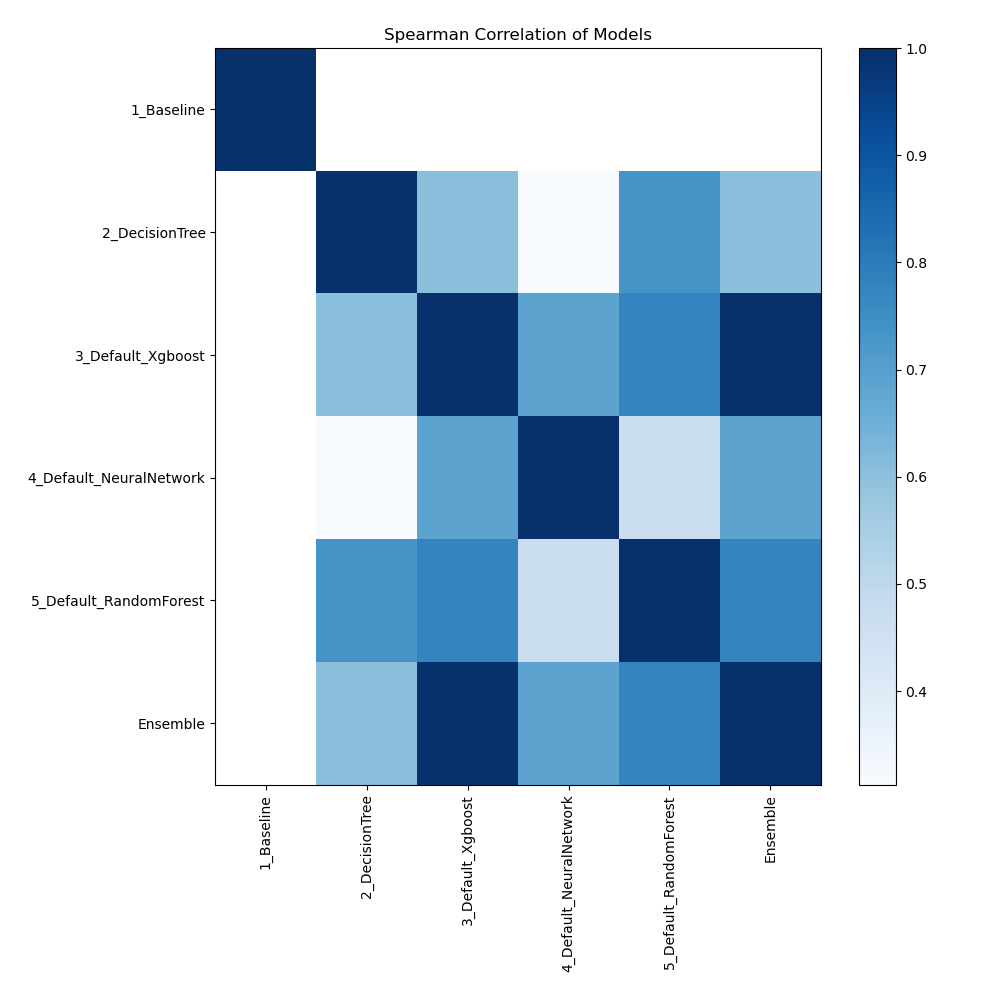 Spearman Correlation of Models
1_Baseline
2_DecisionTree
3_Default_Xgboost
4_Default_NeuralNetwork
5_Default_RandomForest
Ensemble
1_Baseline
2_DecisionTree
3_Default_Xgboost
4_Default_NeuralNetwork
5_Default_RandomForest
Ensemble
1.0
0.9
0.8
0.7
0.6
0.5
0.4